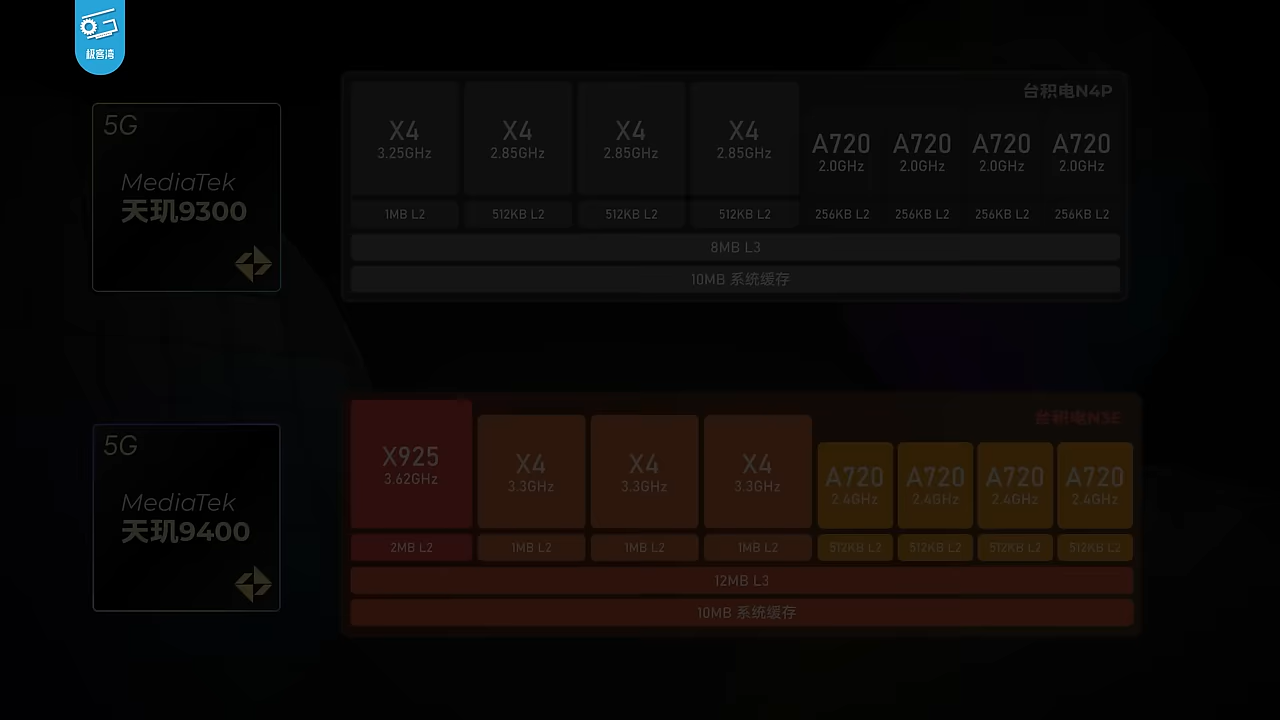 极客湾
5G
MediaTek
天玑9300
台积电N4P
X4 X4 X4 X4 A720 A720 A720 A720
3.25GHz 2.85GHz 2.85GHz 2.85GHz 2.0GHz 2.0GHz 2.0GHz 2.0GHz
1MB L2 512KB L2 512KB L2 512KB L2 256KB L2 256KB L2 256KB L2 256KB L2
8MB L3
10MB 系统缓存
5G
MediaTek
天玑9400
台积电N3E
X925 X4 X4 X4 A720 A720 A720 A720
3.62GHz 3.3GHz 3.3GHz 3.3GHz 2.4GHz 2.4GHz 2.4GHz 2.4GHz
2MB L2 1MB L2 1MB L2 1MB L2 512KB L2 512KB L2 512KB L2 512KB L2
12MB L3
10MB 系统缓存